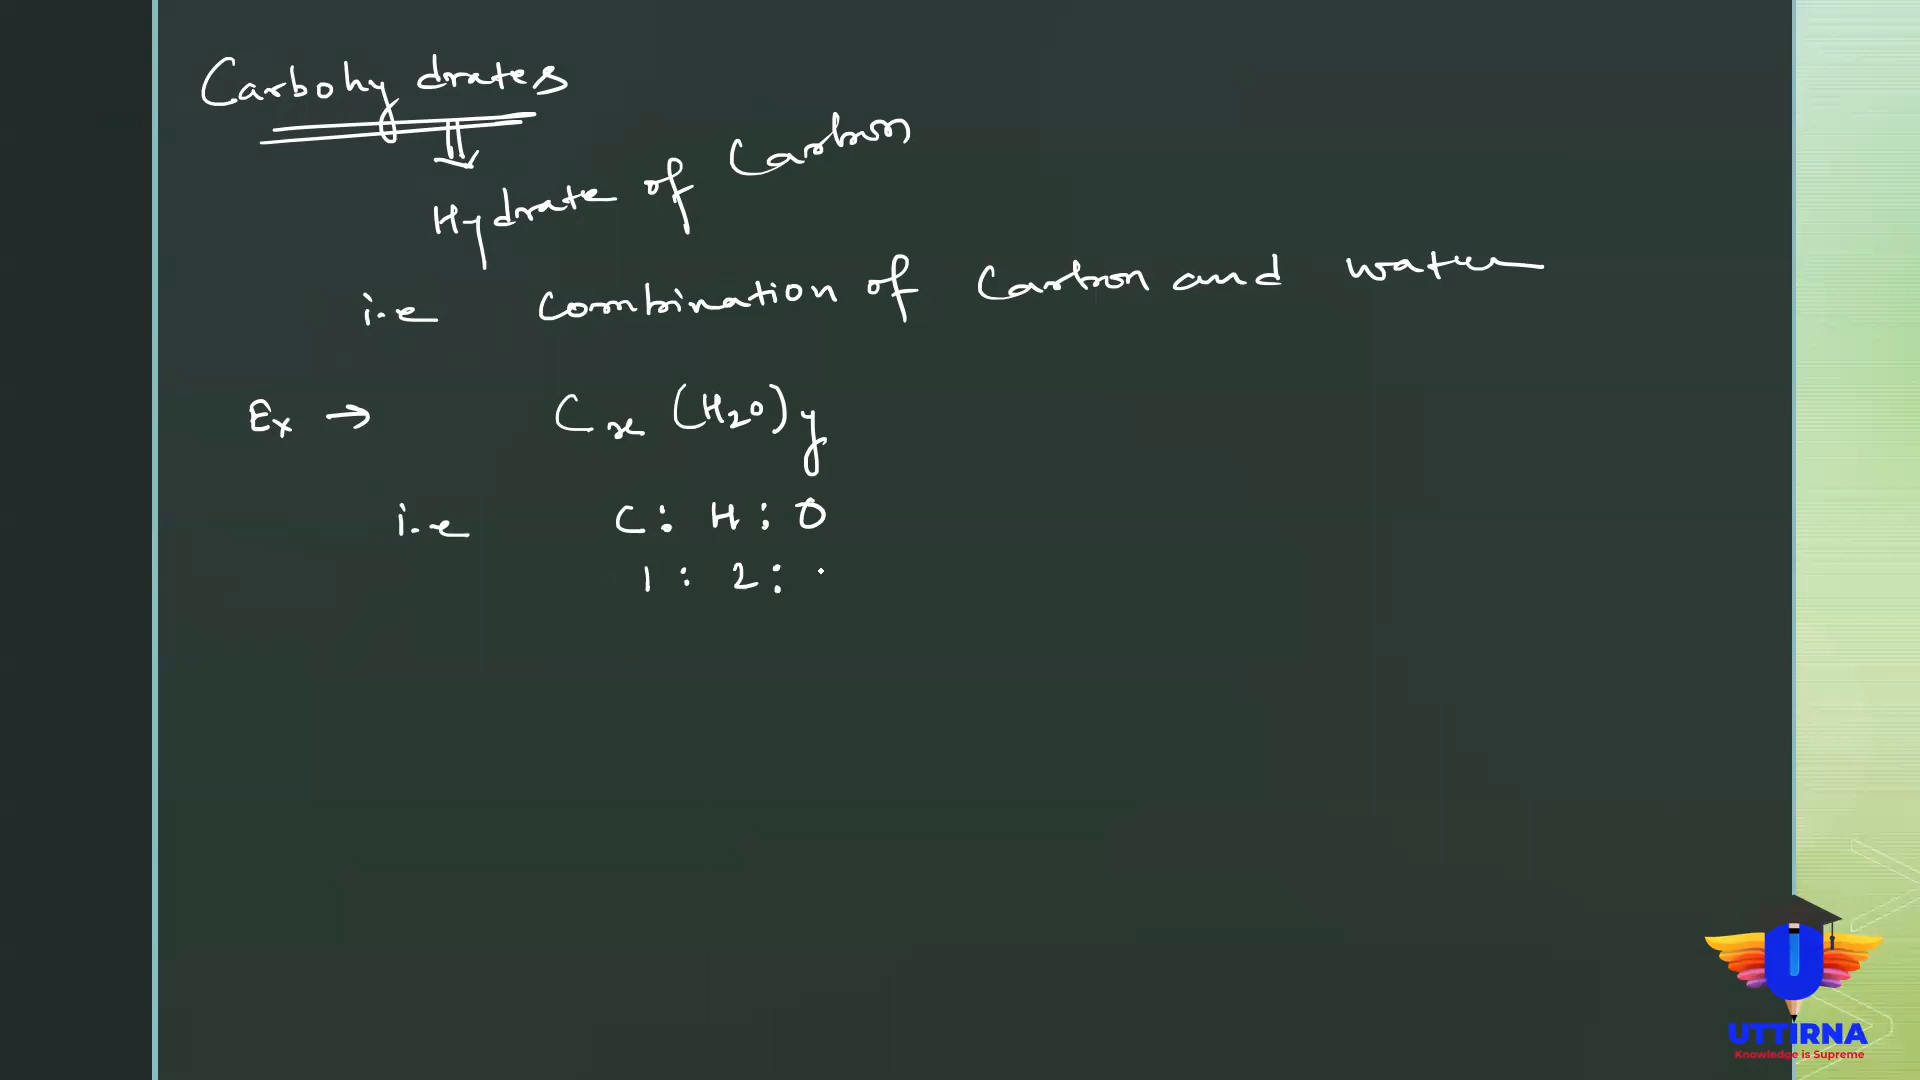 Carbohydrates
Hydrate of Carbon
i.e combination of Carbon and water
Ex → Cx (H2O)y
i.e C : H : O
1 : 2 :
UTTIRNA
Knowledge is Supreme